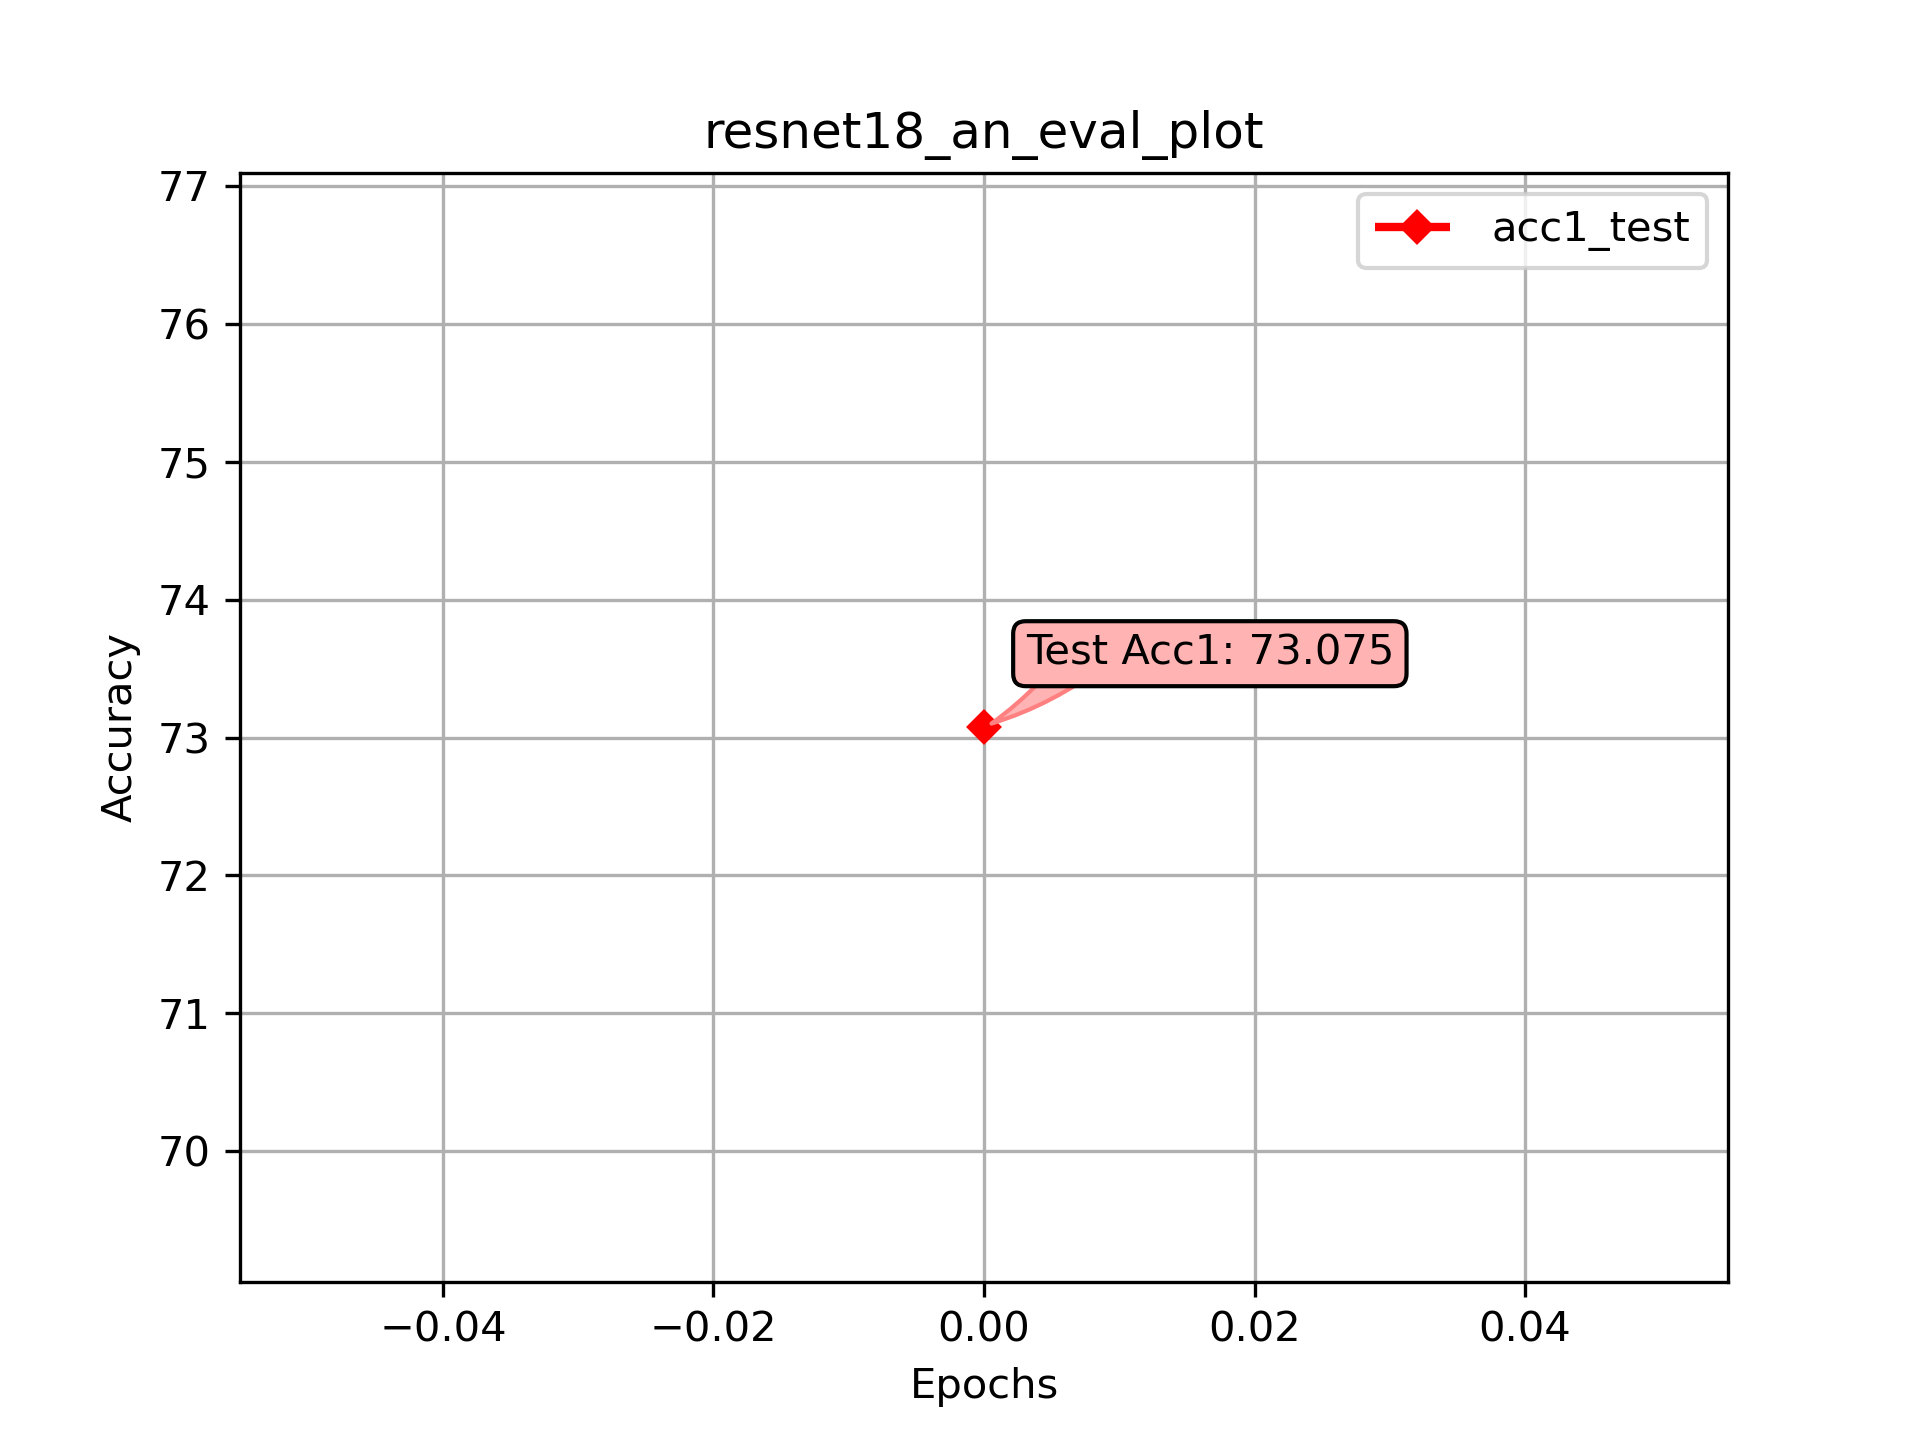 resnet18_an_eval_plot
77
76
75
74
73
72
71
70
Accuracy
acc1_test
Test Acc1: 73.075
−0.04
−0.02
0.00
0.02
0.04
Epochs